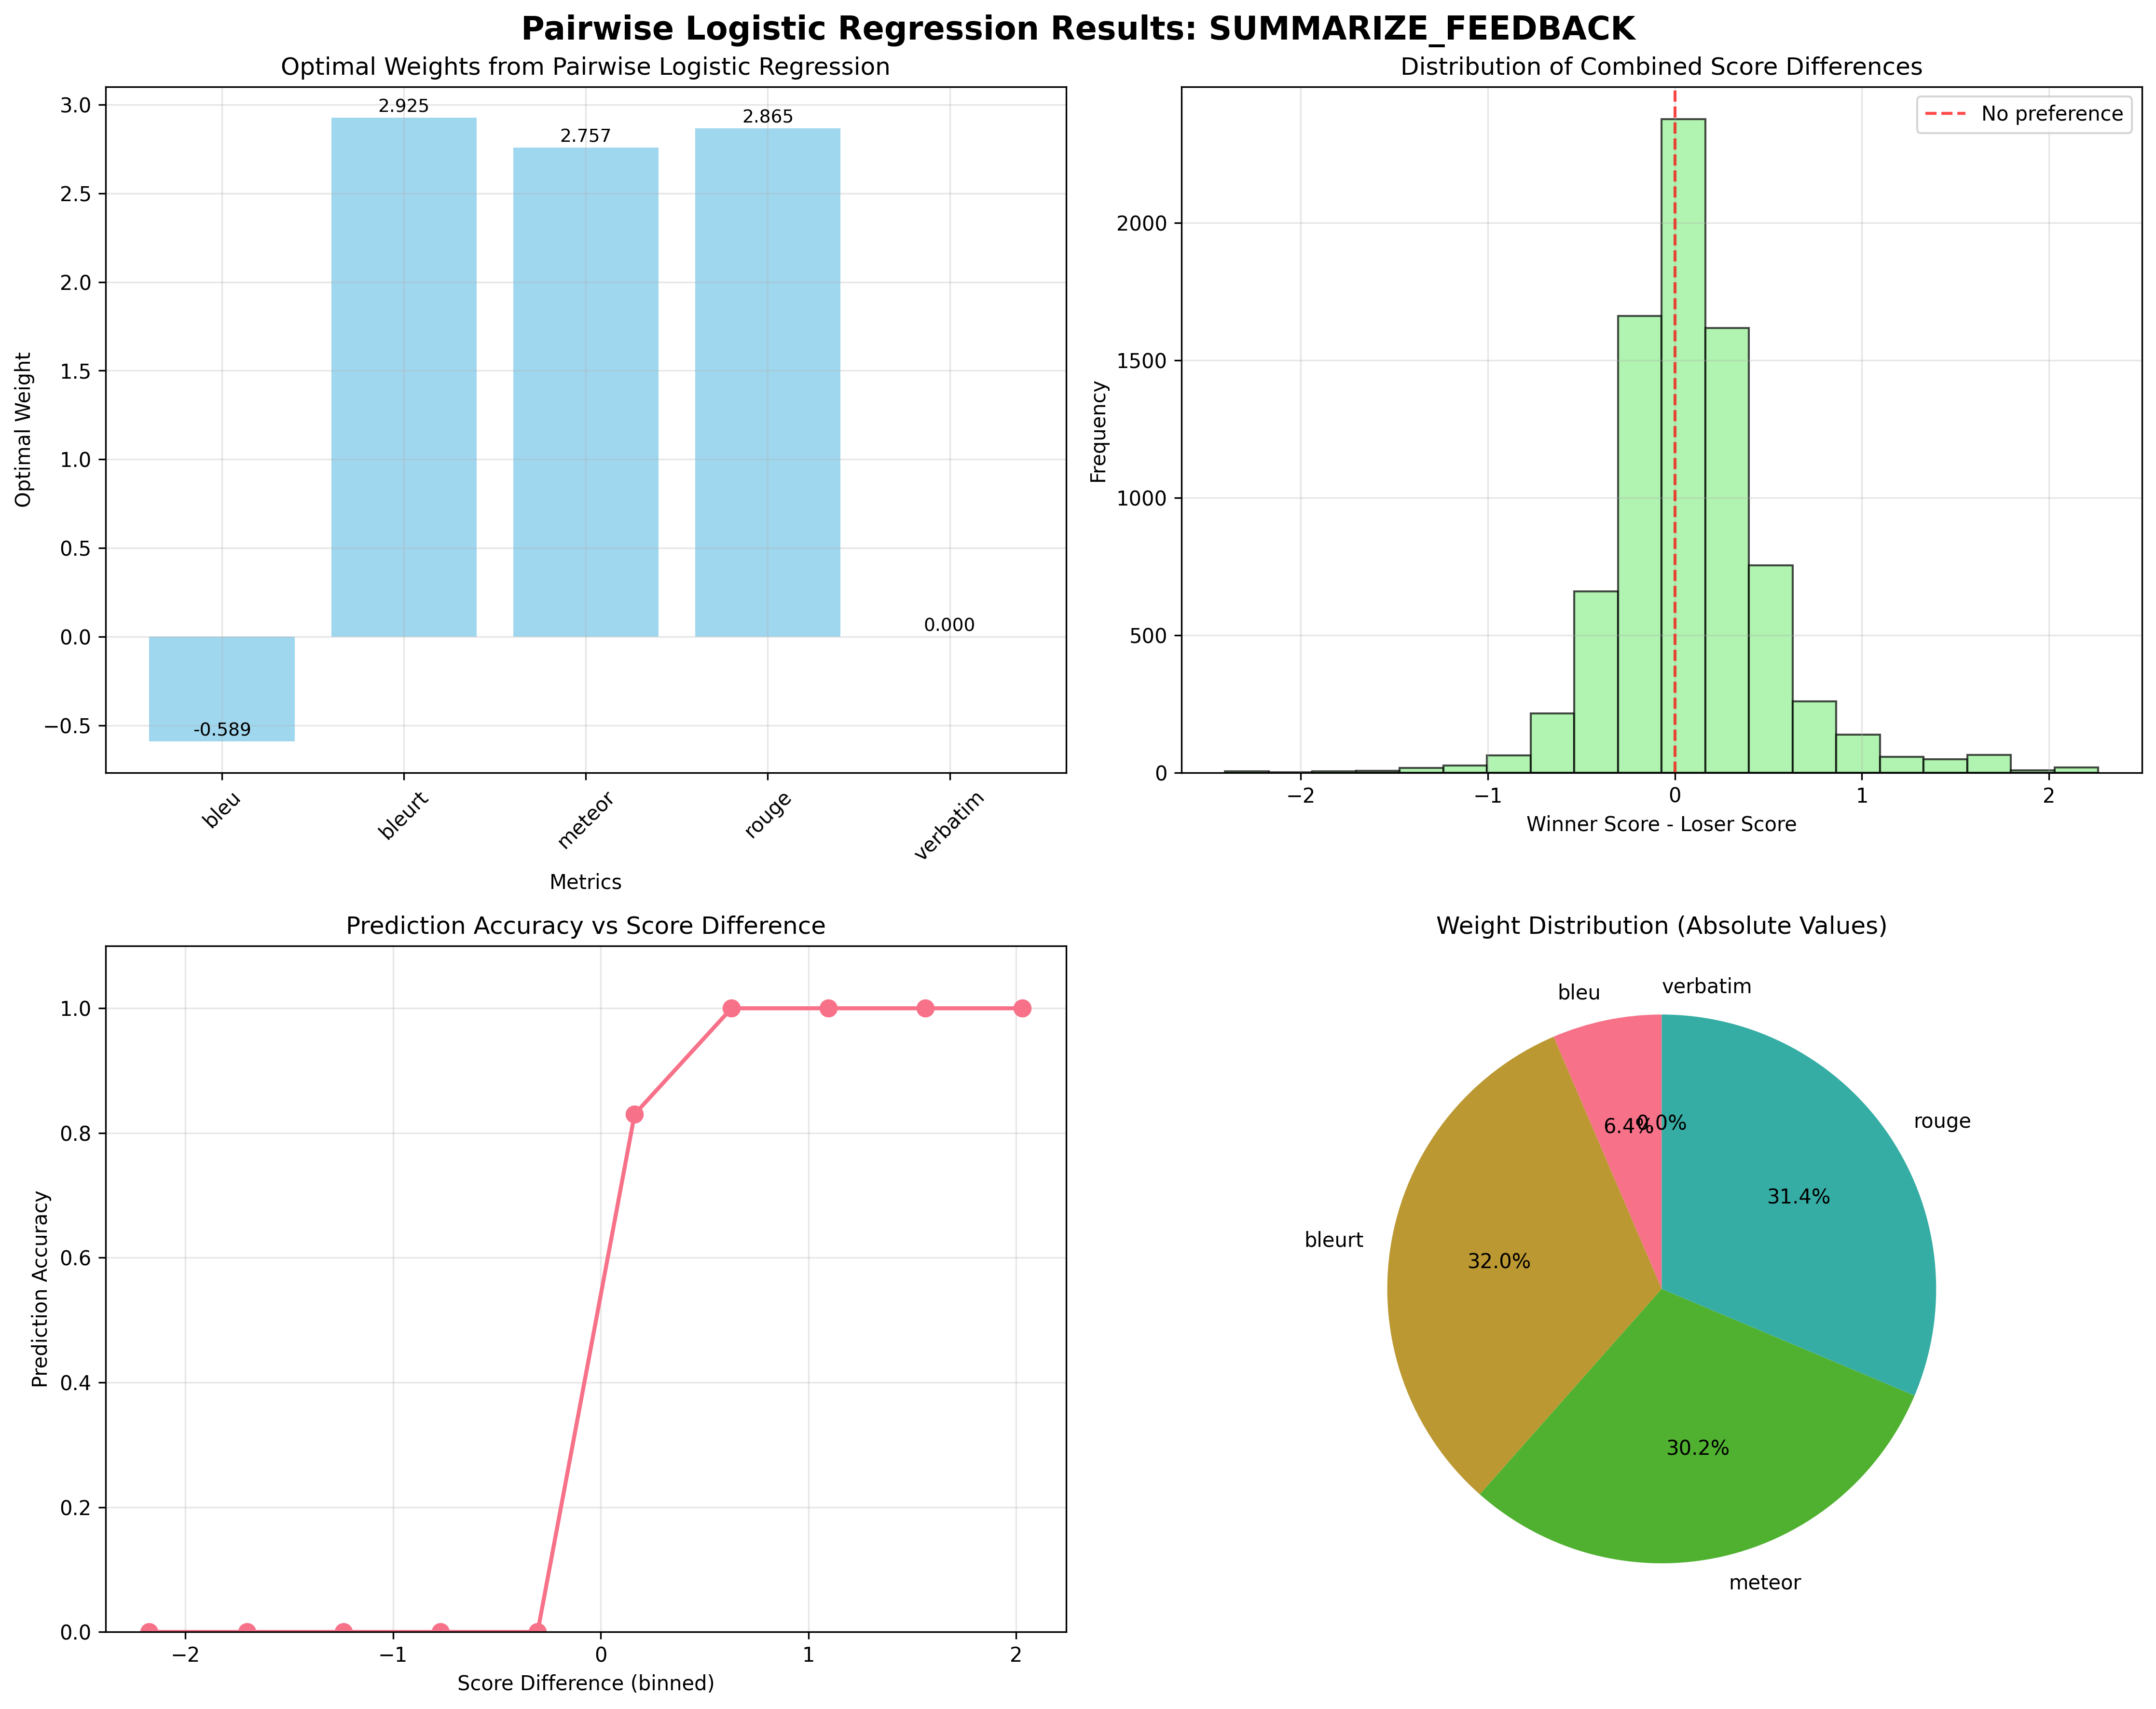 Pairwise Logistic Regression Results: SUMMARIZE_FEEDBACK
Optimal Weights from Pairwise Logistic Regression
3.0
2.5
2.0
1.5
1.0
0.5
0.0
−0.5
Optimal Weight
-0.589
2.925
2.757
2.865
0.000
bleu
bleurt
meteor
rouge
verbatim
Metrics
Distribution of Combined Score Differences
No preference
2000
1500
1000
500
0
Frequency
−2
−1
0
1
2
Winner Score - Loser Score
Prediction Accuracy vs Score Difference
1.0
0.8
0.6
0.4
0.2
0.0
Prediction Accuracy
−2
−1
0
1
2
Score Difference (binned)
Weight Distribution (Absolute Values)
verbatim
bleu
rouge
6.4%
0.0%
31.4%
bleurt
32.0%
30.2%
meteor